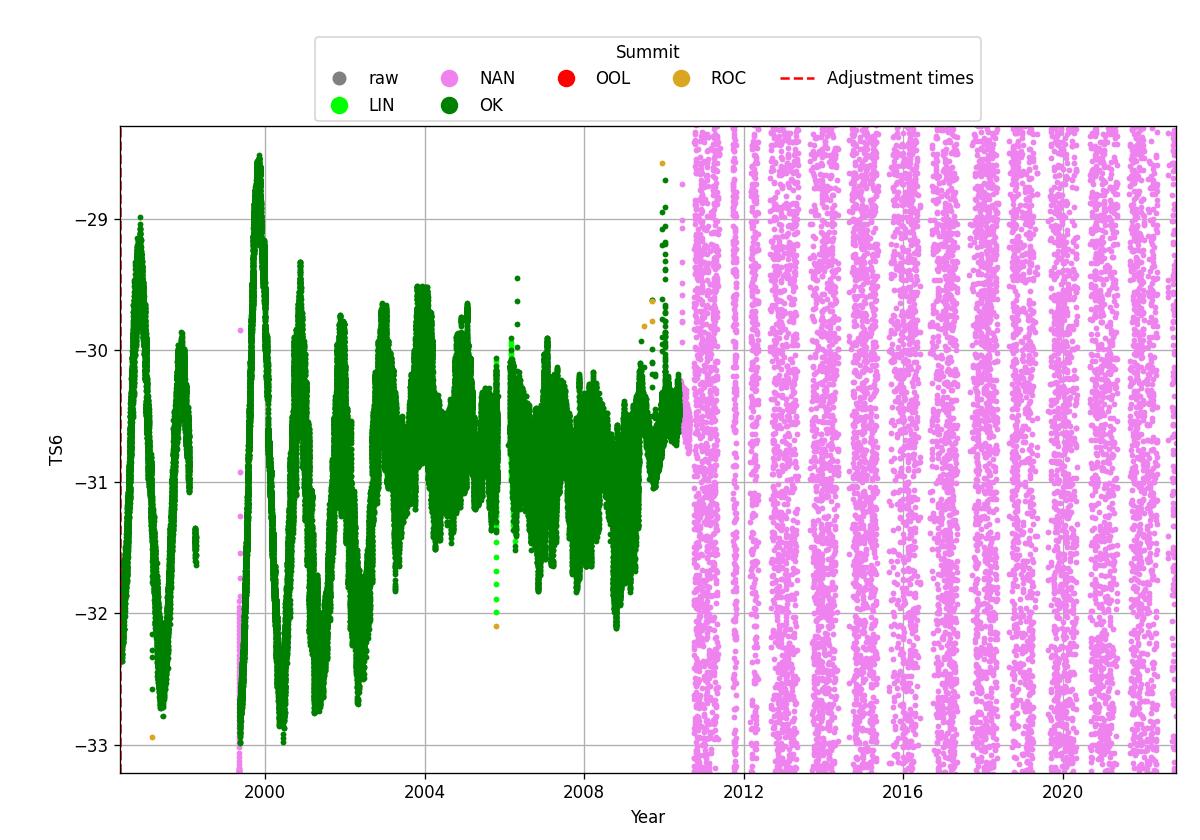 Summit
raw NAN OOL ROC Adjustment times
LIN OK
−29
−30
−31
−32
−33
TS6
2000 2004 2008 2012 2016 2020
Year